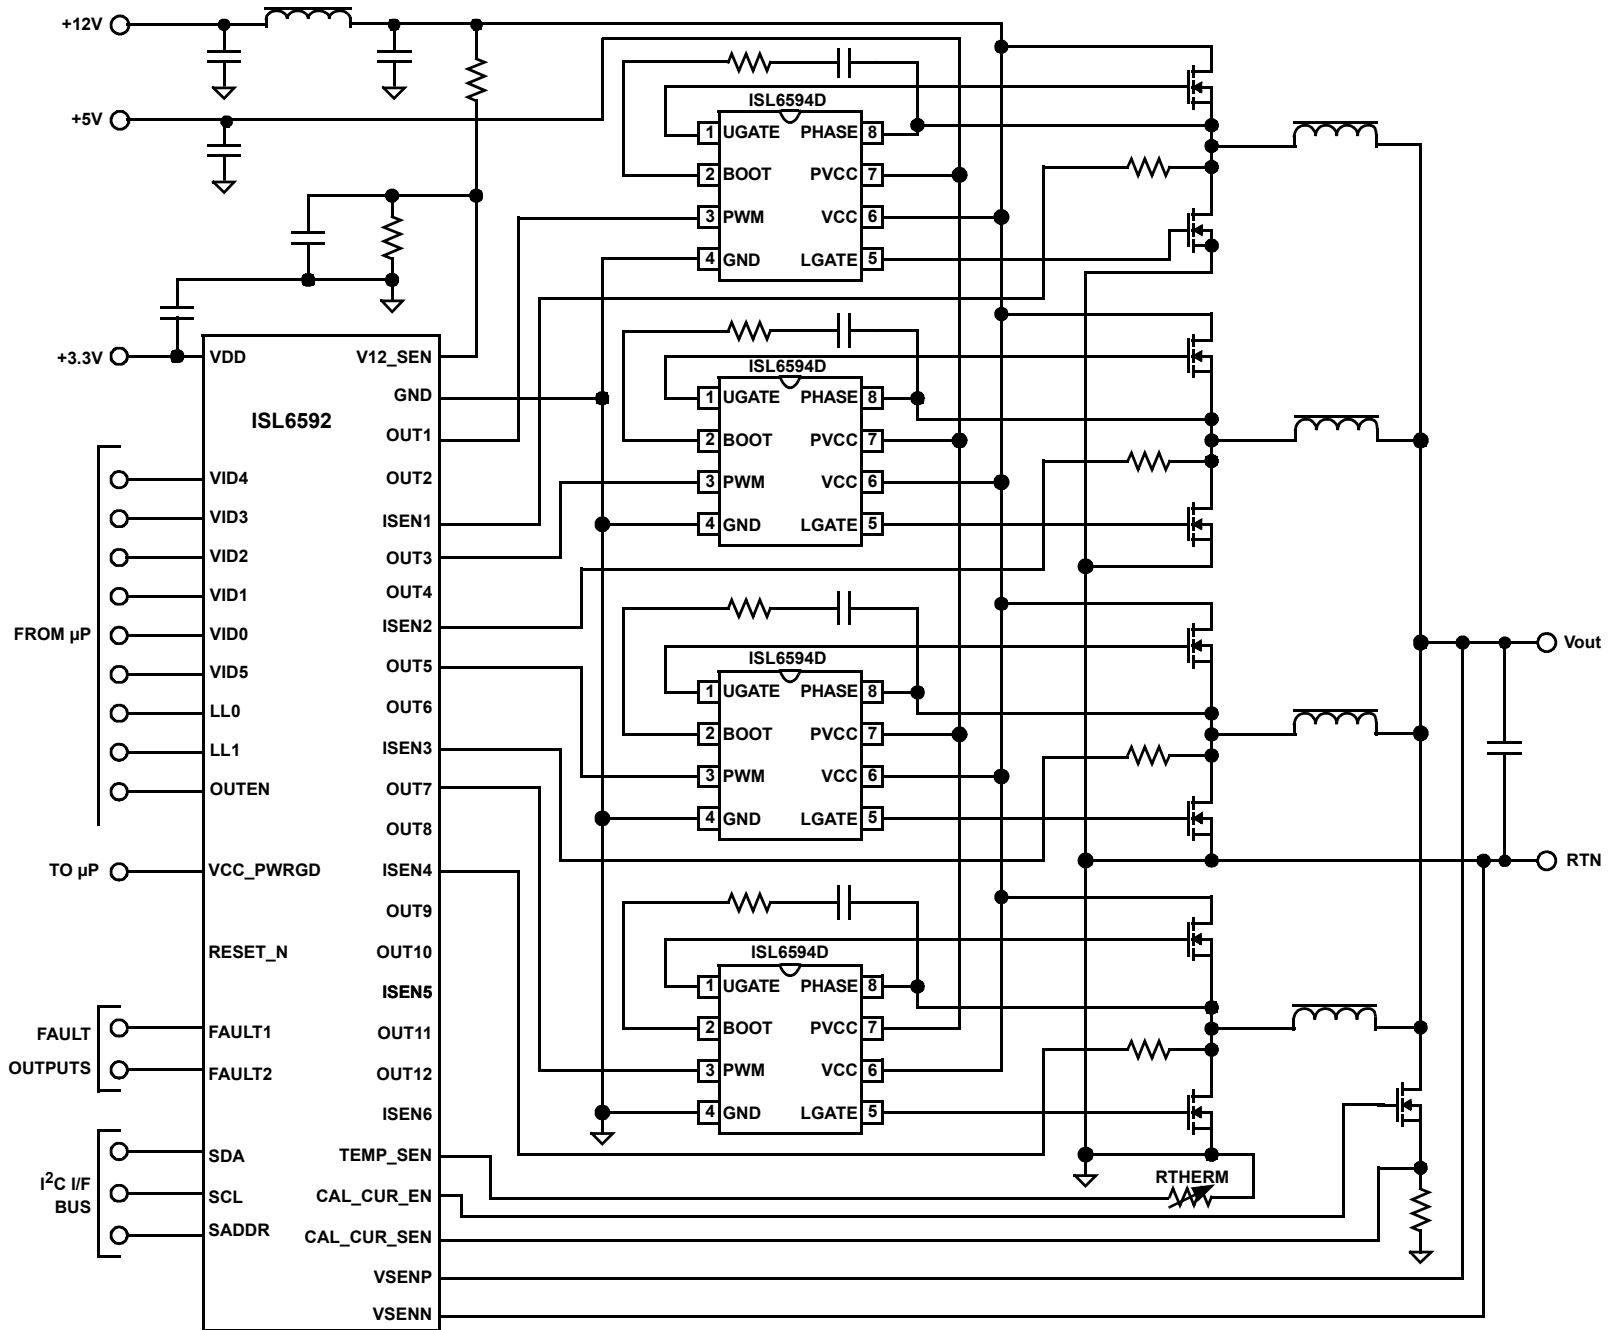 +12V
+5V
+3.3V
ISL6592
VDD
FROM µP
VID4
VID3
VID2
VID1
VID0
VID5
LL0
LL1
OUTEN
TO µP
VCC_PWRGD
RESET_N
FAULT
OUTPUTS
FAULT1
FAULT2
I2C I/F
BUS
SDA
SCL
SADDR
V12_SEN
GND
OUT1
OUT2
ISEN1
OUT3
OUT4
ISEN2
OUT5
OUT6
ISEN3
OUT7
OUT8
ISEN4
OUT9
OUT10
ISEN5
OUT11
OUT12
ISEN6
TEMP_SEN
CAL_CUR_EN
CAL_CUR_SEN
VSENP
VSENN
ISL6594D
1 UGATE PHASE 8
2 BOOT PVCC 7
3 PWM VCC 6
4 GND LGATE 5
ISL6594D
1 UGATE PHASE 8
2 BOOT PVCC 7
3 PWM VCC 6
4 GND LGATE 5
ISL6594D
1 UGATE PHASE 8
2 BOOT PVCC 7
3 PWM VCC 6
4 GND LGATE 5
ISL6594D
1 UGATE PHASE 8
2 BOOT PVCC 7
3 PWM VCC 6
4 GND LGATE 5
RTHERM
Vout
RTN